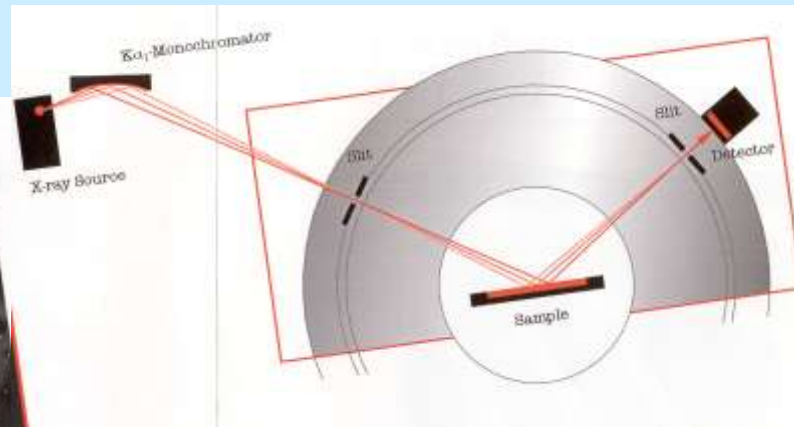 Kα₁-Monochromator
X-ray Source
Slit
Slit
Detector
Sample